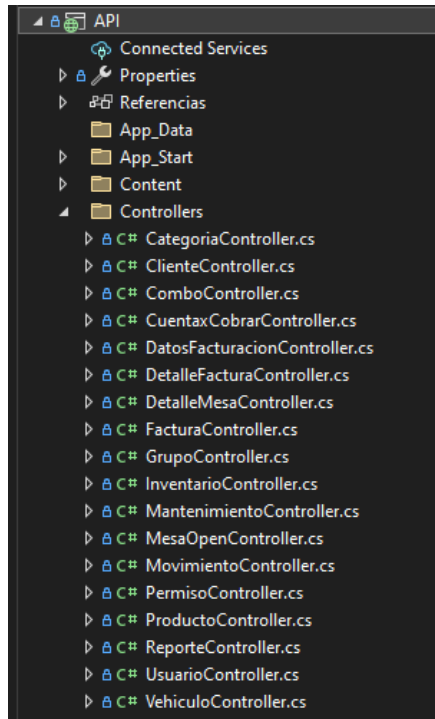 API
Connected Services
Properties
Referencias
App_Data
App_Start
Content
Controllers
C# CategoriaController.cs
C# ClienteController.cs
C# ComboController.cs
C# CuentaxCobrarController.cs
C# DatosFacturacionController.cs
C# DetalleFacturaController.cs
C# DetalleMesaController.cs
C# FacturaController.cs
C# GrupoController.cs
C# InventarioController.cs
C# MantenimientoController.cs
C# MesaOpenController.cs
C# MovimientoController.cs
C# PermisoController.cs
C# ProductoController.cs
C# ReporteController.cs
C# UsuarioController.cs
C# VehiculoController.cs